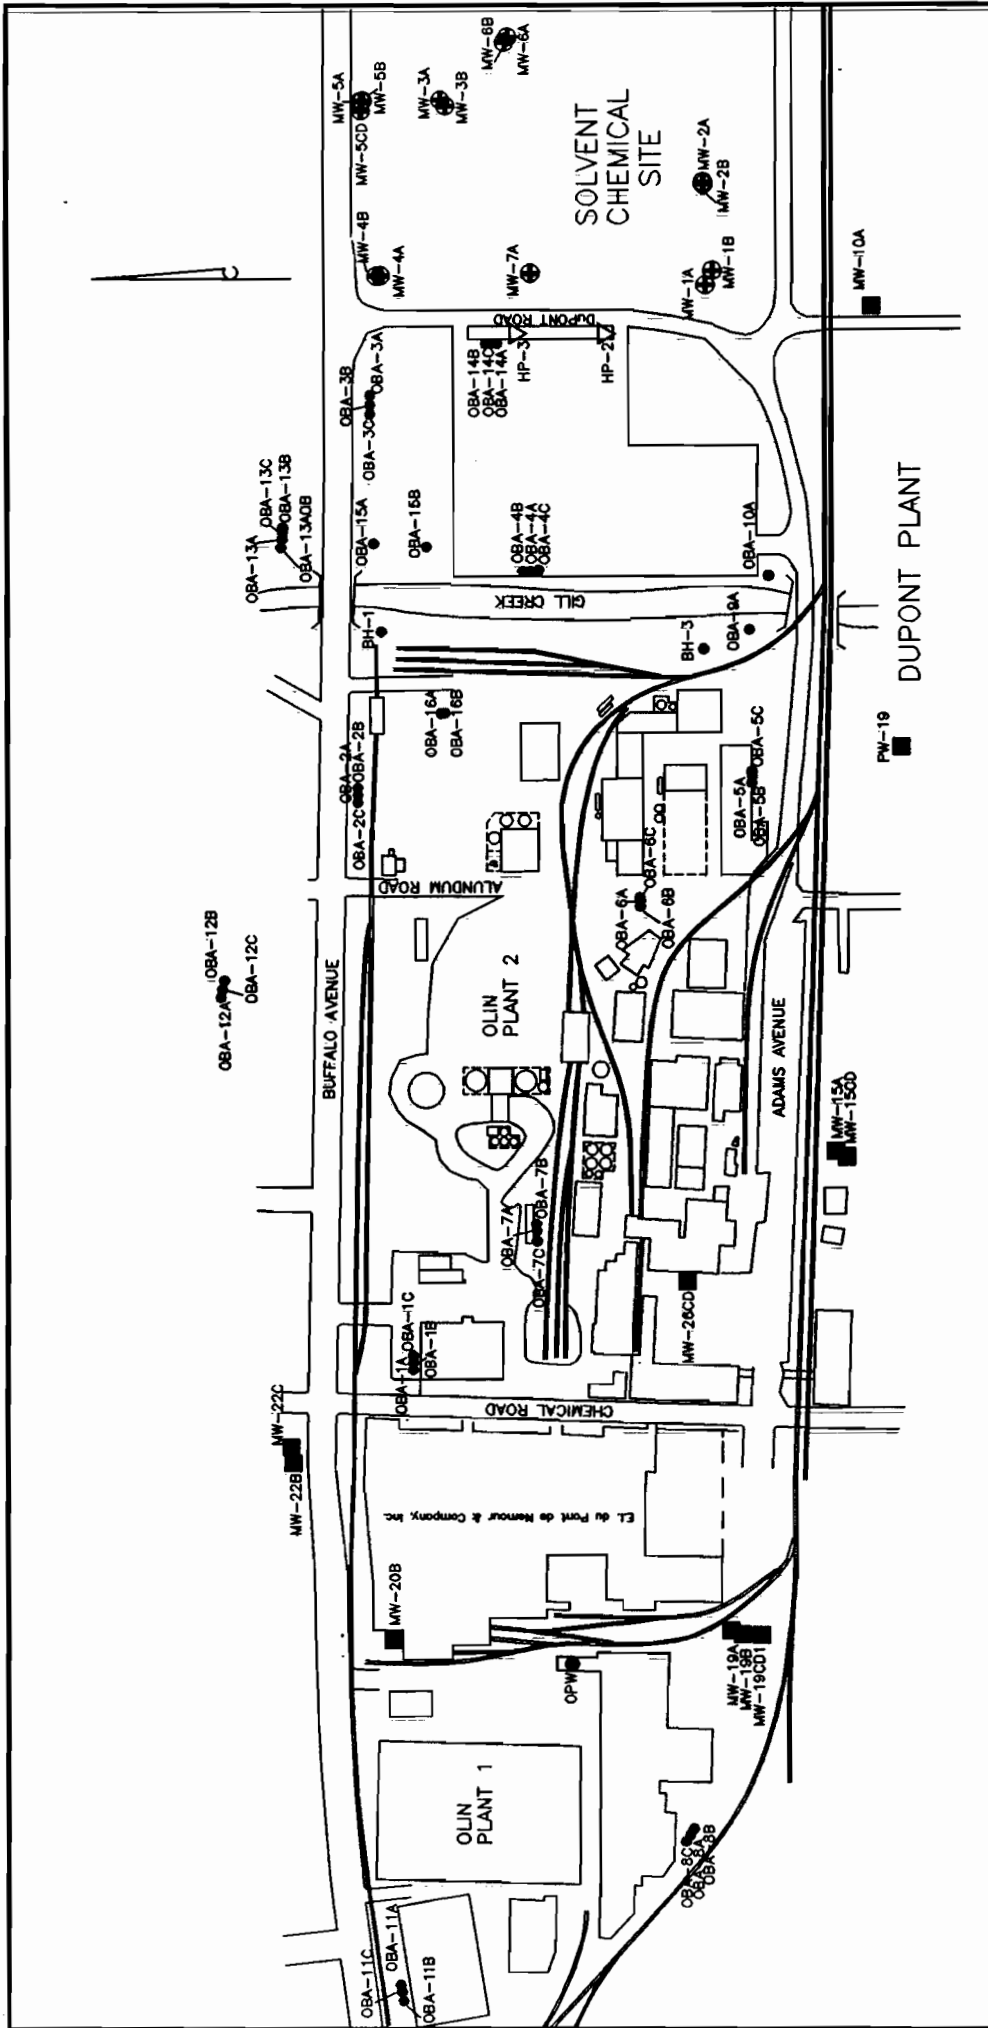 MW-6B
MW-6A
MW-5A
MW-5B
MW-5CD
MW-3A
MW-3B
SOLVENT
CHEMICAL
SITE
MW-2A
MW-2B
MW-4B
MW-4A
MW-7A
MW-1A
MW-1B
MW-10A
DuPONT ROAD
HP-3
HP-2
OBA-14B
OBA-14C
OBA-14A
OBA-3B
OBA-3A
OBA-3C
OBA-13C
OBA-13B
OBA-13A
OBA-13AOB
OBA-15A
OBA-15B
OBA-4B
OBA-4A
OBA-4C
OBA-10A
GILL CREEK
BH-1
BH-3
OBA-9A
DUPONT PLANT
PW-19
OBA-16A
OBA-16B
OBA-2A
OBA-2B
OBA-2C
OBA-5C
OBA-5A
OBA-5B
ALUNDUM ROAD
OBA-6C
OBA-6A
OBA-6B
OBA-12B
OBA-12A
OBA-12C
BUFFALO AVENUE
OLIN
PLANT 2
ADAMS AVENUE
MW-15A
MW-15CD
OBA-7B
OBA-7A
OBA-7C
MW-26CD
OBA-1C
OBA-1A
OBA-1B
CHEMICAL ROAD
MW-22C
MW-22B
E.I. du Pont de Nemour & Company, Inc.
MW-20B
OPW
MW-19A
MW-19B
MW-19CD1
OLIN
PLANT 1
OBA-8C
OBA-8A
OBA-8B
OBA-11C
OBA-11A
OBA-11B